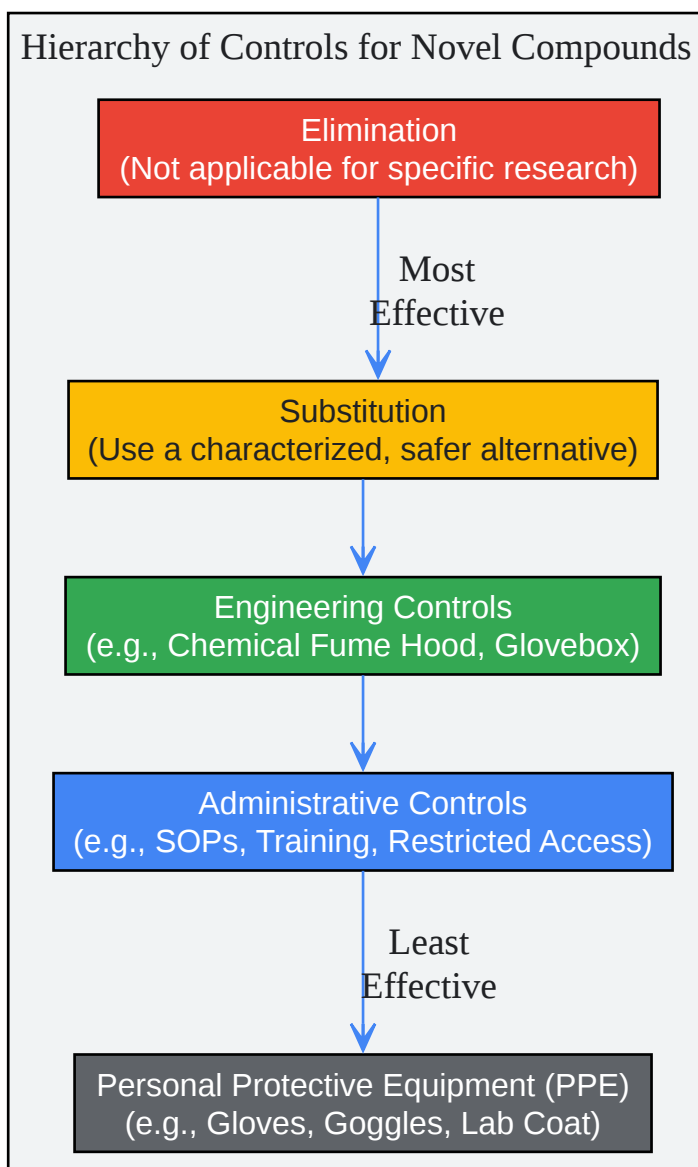 Hierarchy of Controls for Novel Compounds
Elimination
(Not applicable for specific research)
Most
Effective
Substitution
(Use a characterized, safer alternative)
Engineering Controls
(e.g., Chemical Fume Hood, Glovebox)
Administrative Controls
(e.g., SOPs, Training, Restricted Access)
Least
Effective
Personal Protective Equipment (PPE)
(e.g., Gloves, Goggles, Lab Coat)